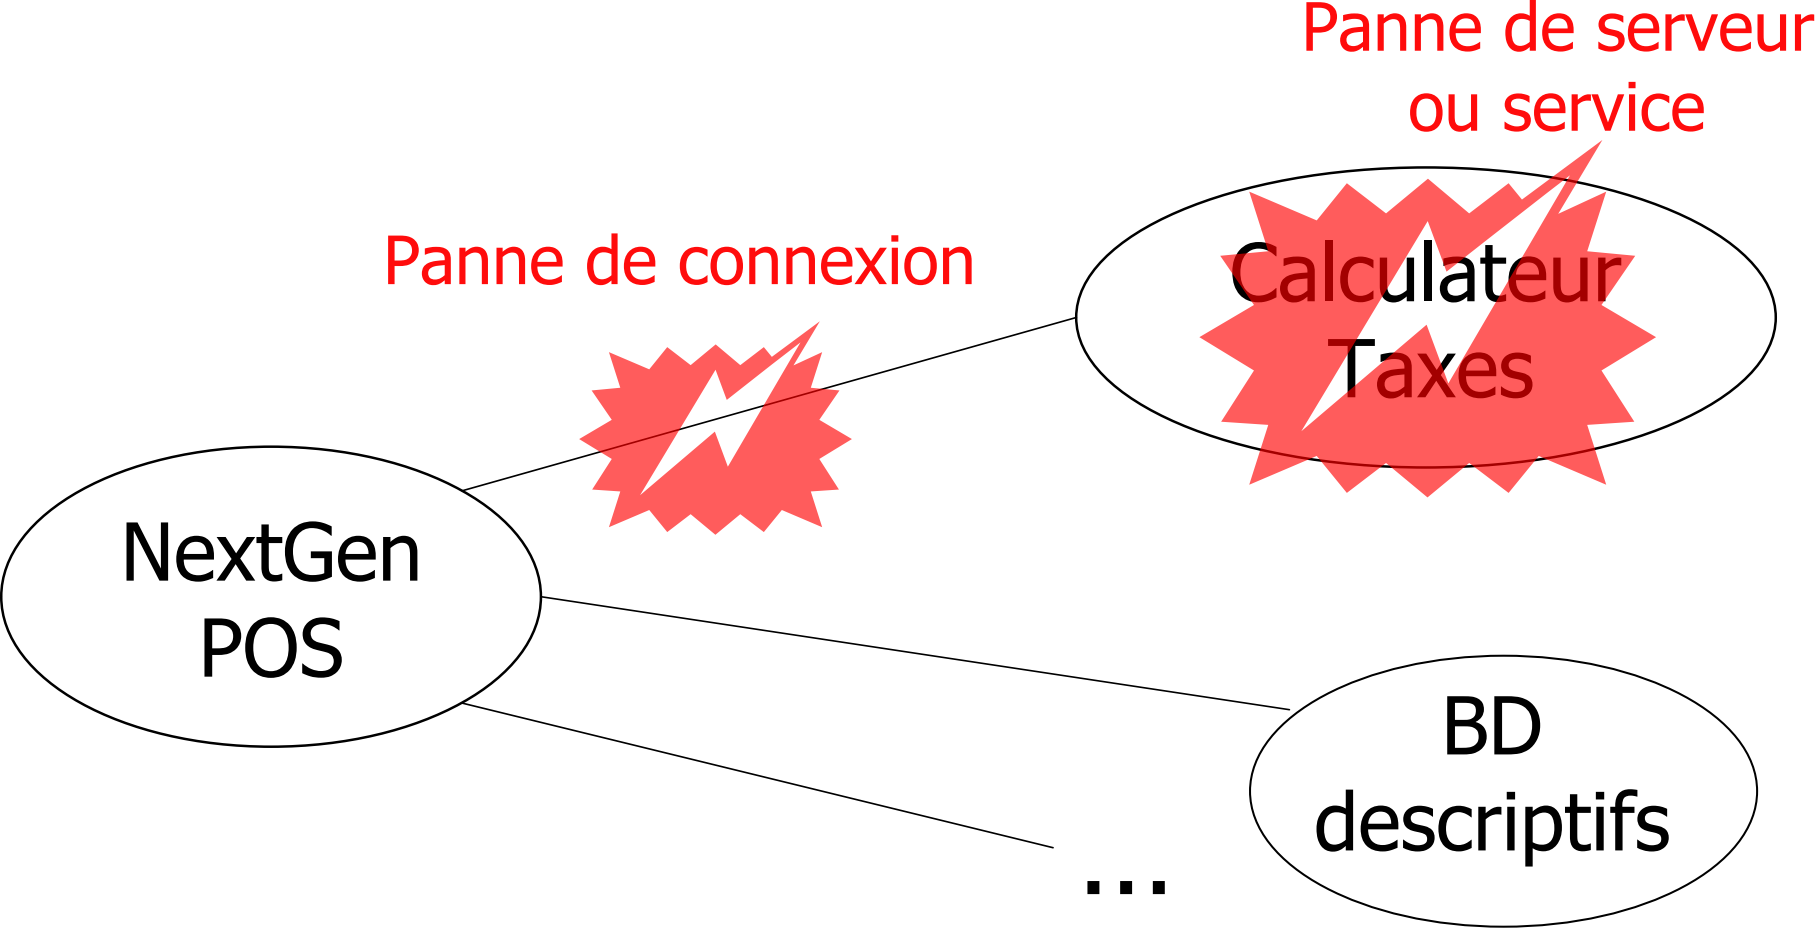 Panne de serveur
ou service
Panne de connexion
Calculateur
Taxes
NextGen
POS
BD
descriptifs
...